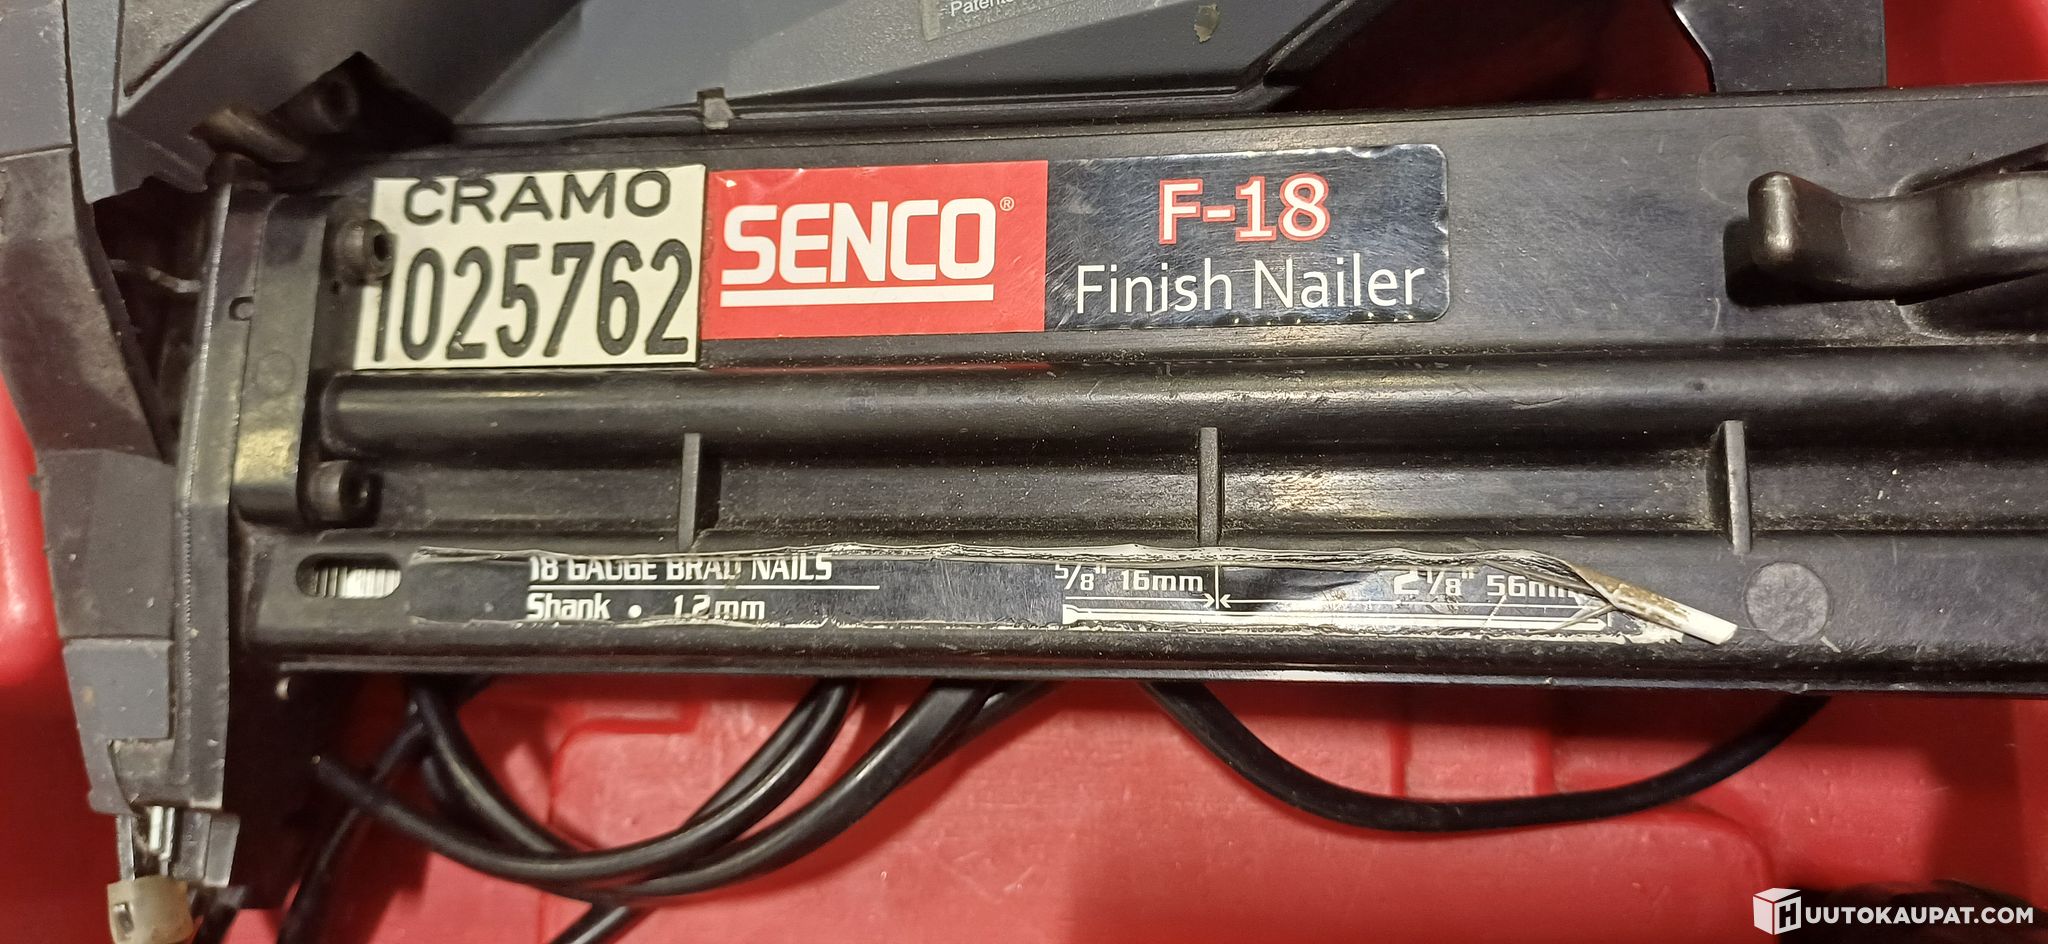 CRAMO
1025762
SENCO®
F-18
Finish Nailer
18 GAUGE BRAD NAILS
Shank • 1.2mm
5/8" 16mm
2 1/8" 56mm
HUUTOKAUPAT.COM